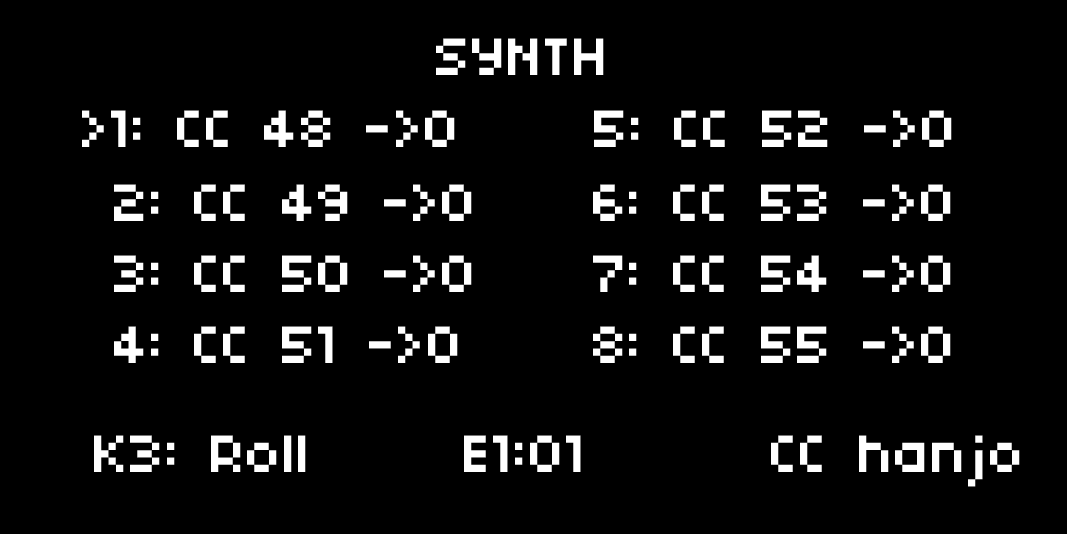 SYNTH
>1: CC 48 ->0 5: CC 52 ->0
2: CC 49 ->0 6: CC 53 ->0
3: CC 50 ->0 7: CC 54 ->0
4: CC 51 ->0 8: CC 55 ->0
K3: Roll E1:01 CC hanjo